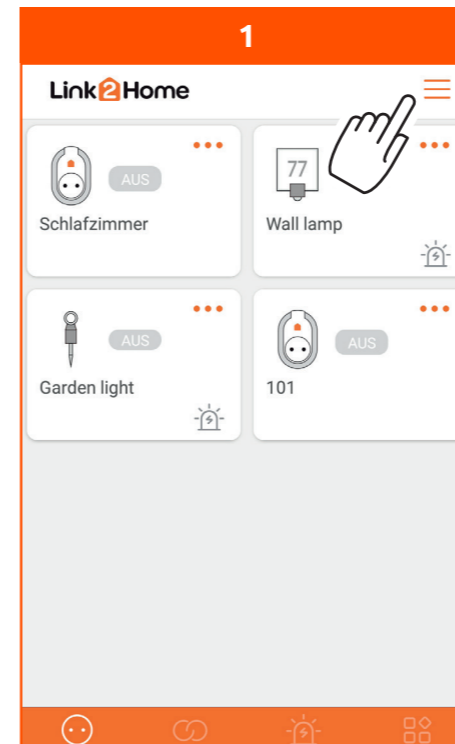 1
Link2Home
AUS
Schlafzimmer
77
Wall lamp
AUS
Garden light
AUS
101